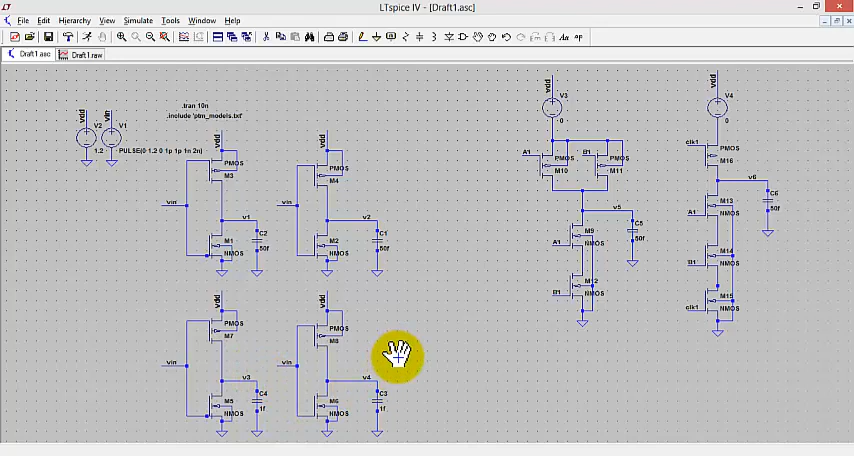 LTspice IV - [Draft1.asc]
File Edit Hierarchy View Simulate Tools Window Help
Draft1.asc Draft1.raw
.tran 10n
.include 'ptm_models.txt'
vdd
V2
1.2
vin
V1
PULSE(0 1.2 0 1p 1p 1n 2n)
vdd
PMOS
M3
vin
v1
M1
NMOS
C2
50f
vdd
PMOS
M4
vin
v2
M2
NMOS
C1
50f
vdd
PMOS
M7
vin
v3
M5
NMOS
C4
1f
vdd
PMOS
M8
vin
v4
M6
NMOS
C3
1f
vdd
V3
0
A1
PMOS
M10
B1
PMOS
M11
v5
C5
50f
M9
A1
NMOS
M12
B1
NMOS
vdd
V4
0
clk1
PMOS
M16
v6
C6
50f
M13
A1
NMOS
M14
B1
NMOS
M15
clk1
NMOS